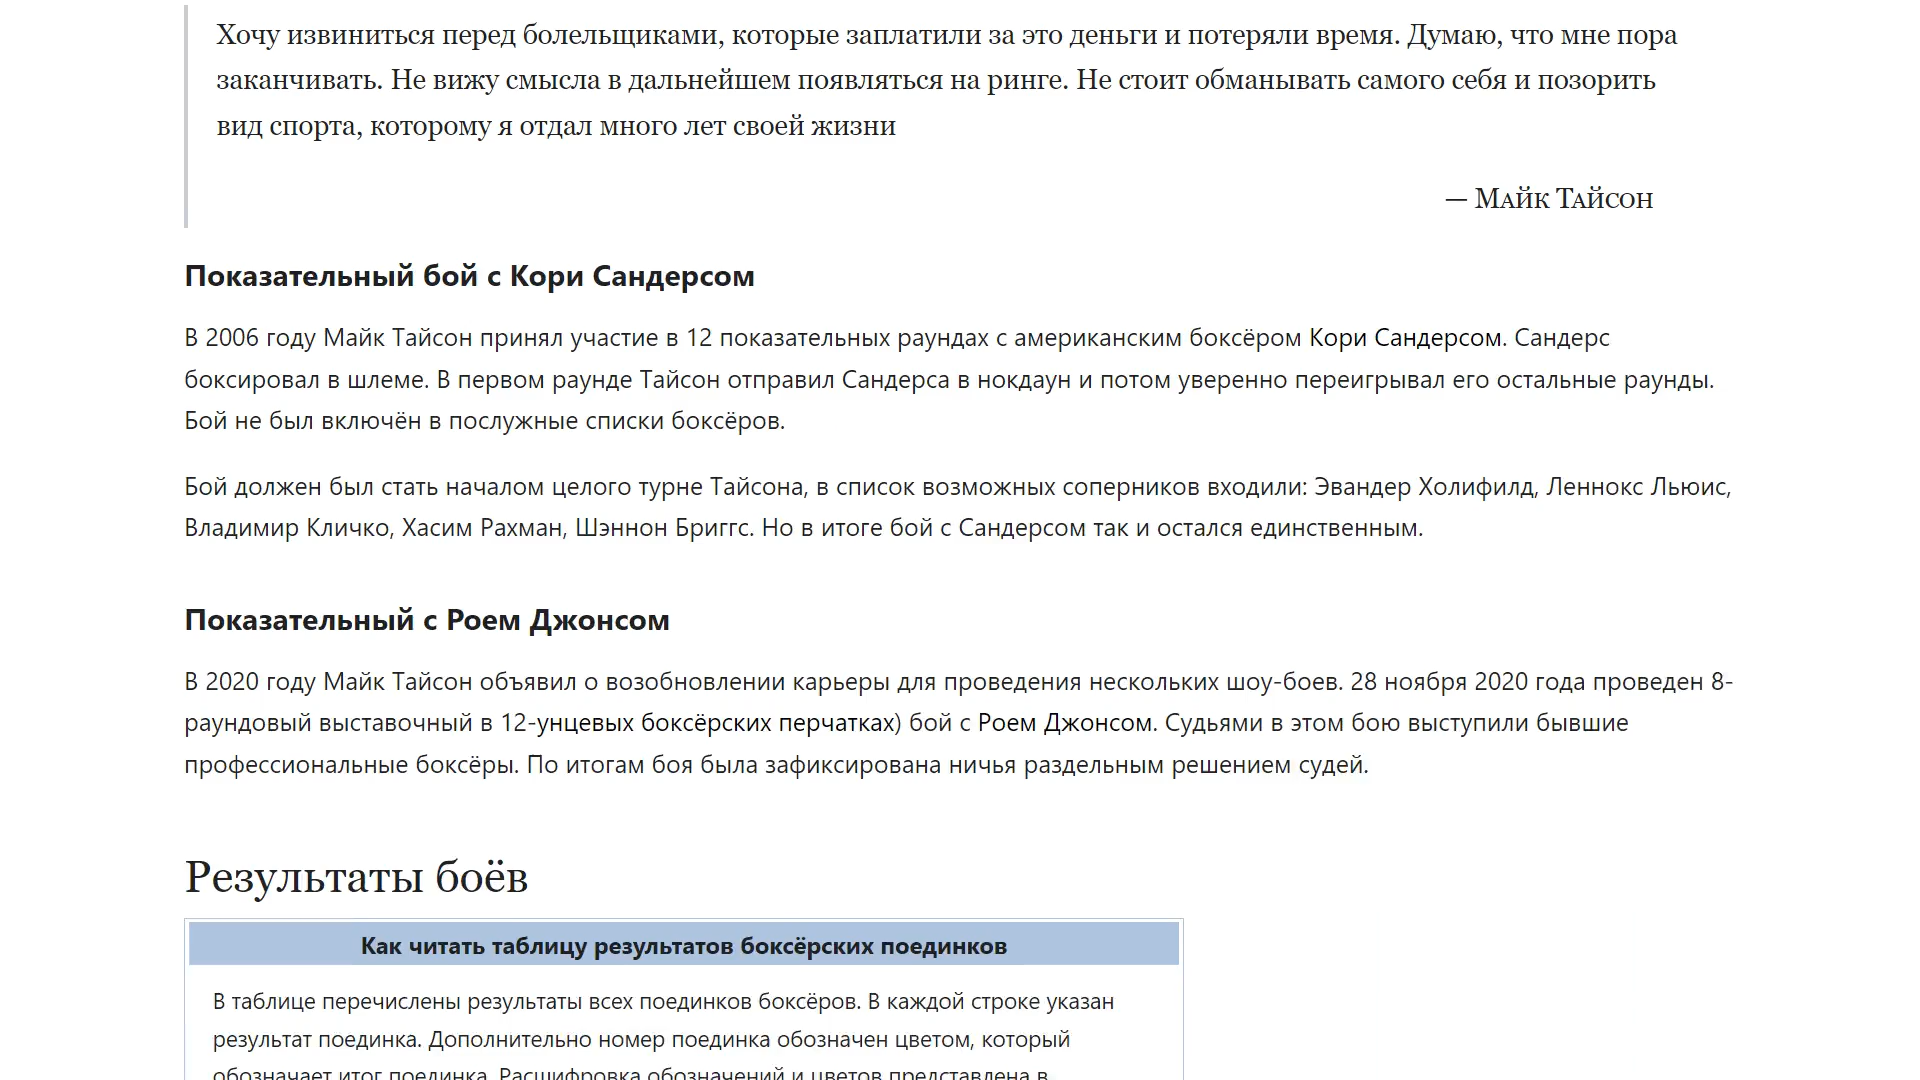 Хочу извиниться перед болельщиками, которые заплатили за это деньги и потеряли время. Думаю, что мне пора
заканчивать. Не вижу смысла в дальнейшем появляться на ринге. Не стоит обманывать самого себя и позорить
вид спорта, которому я отдал много лет своей жизни
— Майк Тайсон
Показательный бой с Кори Сандерсом
В 2006 году Майк Тайсон принял участие в 12 показательных раундах с американским боксёром Кори Сандерсом. Сандерс
боксировал в шлеме. В первом раунде Тайсон отправил Сандерса в нокдаун и потом уверенно переигрывал его остальные раунды.
Бой не был включён в послужные списки боксёров.
Бой должен был стать началом целого турне Тайсона, в список возможных соперников входили: Эвандер Холифилд, Леннокс Льюис,
Владимир Кличко, Хасим Рахман, Шэннон Бриггс. Но в итоге бой с Сандерсом так и остался единственным.
Показательный с Роем Джонсом
В 2020 году Майк Тайсон объявил о возобновлении карьеры для проведения нескольких шоу-боев. 28 ноября 2020 года проведен 8-
раундовый выставочный в 12-унцевых боксёрских перчатках) бой с Роем Джонсом. Судьями в этом бою выступили бывшие
профессиональные боксёры. По итогам боя была зафиксирована ничья раздельным решением судей.
Результаты боёв
Как читать таблицу результатов боксёрских поединков
В таблице перечислены результаты всех поединков боксёров. В каждой строке указан
результат поединка. Дополнительно номер поединка обозначен цветом, который
обозначает итог поединка. Расшифровка обозначений и цветов представлена в